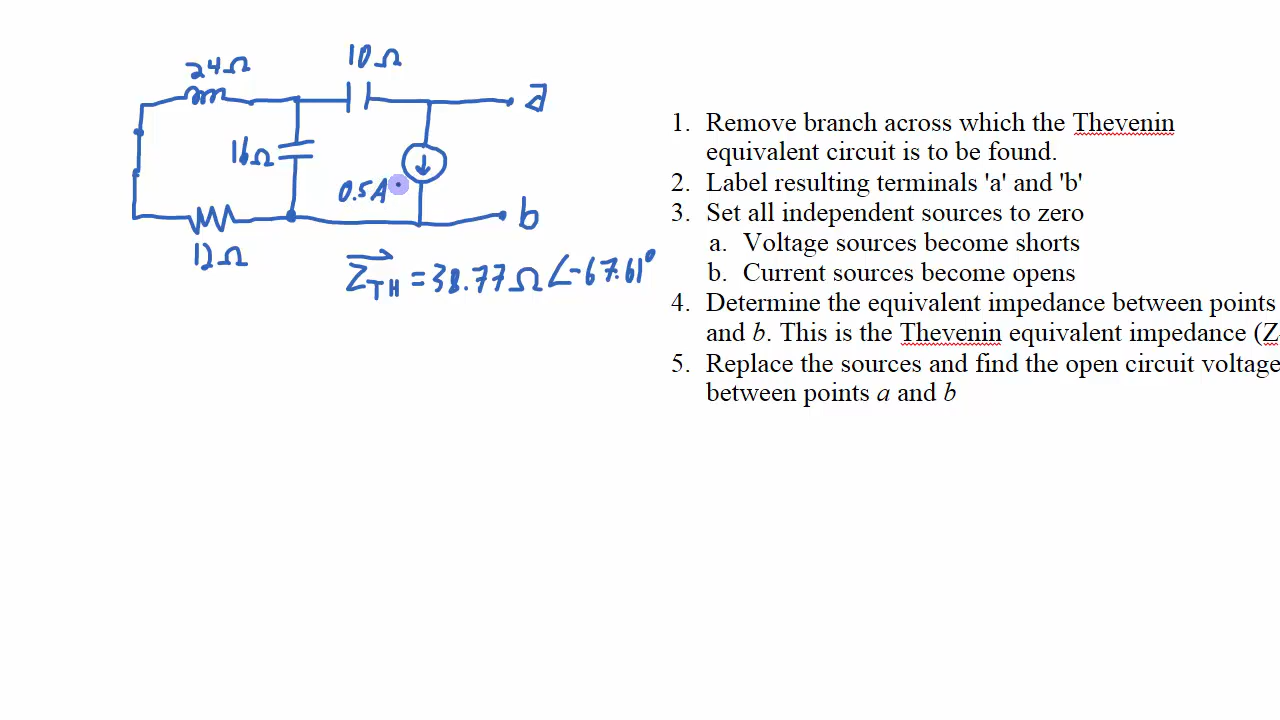 24Ω
10Ω
a
16Ω
0.5A
b
12Ω
Z_TH = 38.77Ω∠-67.61°
1. Remove branch across which the Thevenin
equivalent circuit is to be found.
2. Label resulting terminals 'a' and 'b'
3. Set all independent sources to zero
a. Voltage sources become shorts
b. Current sources become opens
4. Determine the equivalent impedance between points
and b. This is the Thevenin equivalent impedance (Z
5. Replace the sources and find the open circuit voltage
between points a and b